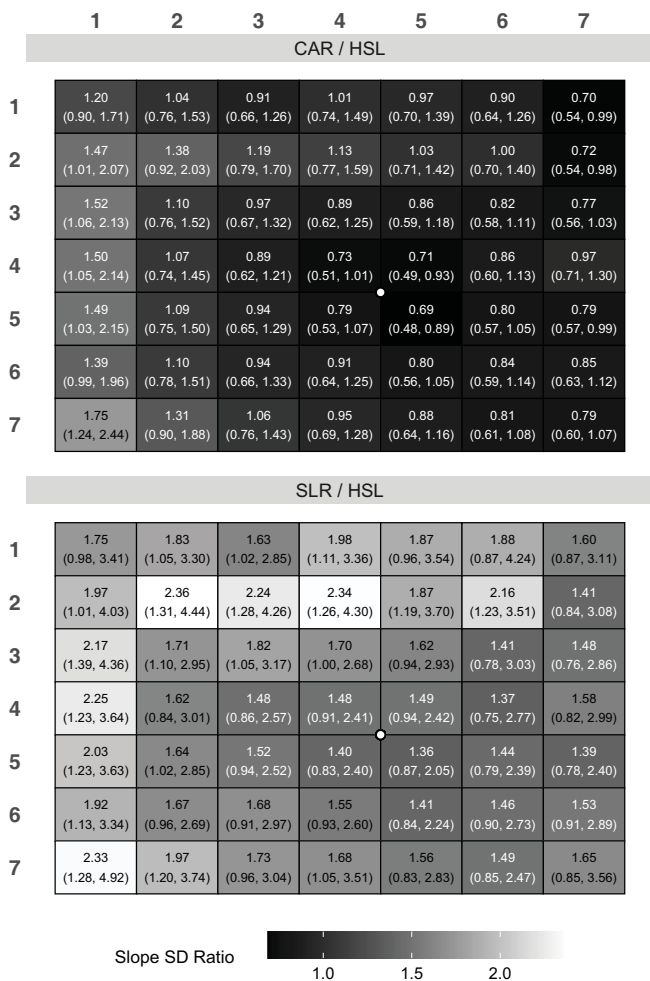 1 2 3 4 5 6 7
CAR / HSL
1 1.20 1.04 0.91 1.01 0.97 0.90 0.70
(0.90, 1.71) (0.76, 1.53) (0.66, 1.26) (0.74, 1.49) (0.70, 1.39) (0.64, 1.26) (0.54, 0.99)
2 1.47 1.38 1.19 1.13 1.03 1.00 0.72
(1.01, 2.07) (0.92, 2.03) (0.79, 1.70) (0.77, 1.59) (0.71, 1.42) (0.70, 1.40) (0.54, 0.98)
3 1.52 1.10 0.97 0.89 0.86 0.82 0.77
(1.06, 2.13) (0.76, 1.52) (0.67, 1.32) (0.62, 1.25) (0.59, 1.18) (0.58, 1.11) (0.56, 1.03)
4 1.50 1.07 0.89 0.73 0.71 0.86 0.97
(1.05, 2.14) (0.74, 1.45) (0.62, 1.21) (0.51, 1.01) (0.49, 0.93) (0.60, 1.13) (0.71, 1.30)
5 1.49 1.09 0.94 0.79 0.69 0.80 0.79
(1.03, 2.15) (0.75, 1.50) (0.65, 1.29) (0.53, 1.07) (0.48, 0.89) (0.57, 1.05) (0.57, 0.99)
6 1.39 1.10 0.94 0.91 0.80 0.84 0.85
(0.99, 1.96) (0.78, 1.51) (0.66, 1.33) (0.64, 1.25) (0.56, 1.05) (0.59, 1.14) (0.63, 1.12)
7 1.75 1.31 1.06 0.95 0.88 0.81 0.79
(1.24, 2.44) (0.90, 1.88) (0.76, 1.43) (0.69, 1.28) (0.64, 1.16) (0.61, 1.08) (0.60, 1.07)
SLR / HSL
1 1.75 1.83 1.63 1.98 1.87 1.88 1.60
(0.98, 3.41) (1.05, 3.30) (1.02, 2.85) (1.11, 3.36) (0.96, 3.54) (0.87, 4.24) (0.87, 3.11)
2 1.97 2.36 2.24 2.34 1.87 2.16 1.41
(1.01, 4.03) (1.31, 4.44) (1.28, 4.26) (1.26, 4.30) (1.19, 3.70) (1.23, 3.51) (0.84, 3.08)
3 2.17 1.71 1.82 1.70 1.62 1.41 1.48
(1.39, 4.36) (1.10, 2.95) (1.05, 3.17) (1.00, 2.68) (0.94, 2.93) (0.78, 3.03) (0.76, 2.86)
4 2.25 1.62 1.48 1.48 1.49 1.37 1.58
(1.23, 3.64) (0.84, 3.01) (0.86, 2.57) (0.91, 2.41) (0.94, 2.42) (0.75, 2.77) (0.82, 2.99)
5 2.03 1.64 1.52 1.40 1.36 1.44 1.39
(1.23, 3.63) (1.02, 2.85) (0.94, 2.52) (0.83, 2.40) (0.87, 2.05) (0.79, 2.39) (0.78, 2.40)
6 1.92 1.67 1.68 1.55 1.41 1.46 1.53
(1.13, 3.34) (0.96, 2.69) (0.91, 2.97) (0.93, 2.60) (0.84, 2.24) (0.90, 2.73) (0.91, 2.89)
7 2.33 1.97 1.73 1.68 1.56 1.49 1.65
(1.28, 4.92) (1.20, 3.74) (0.96, 3.04) (1.05, 3.51) (0.83, 2.83) (0.85, 2.47) (0.85, 3.56)
Slope SD Ratio
1.0 1.5 2.0